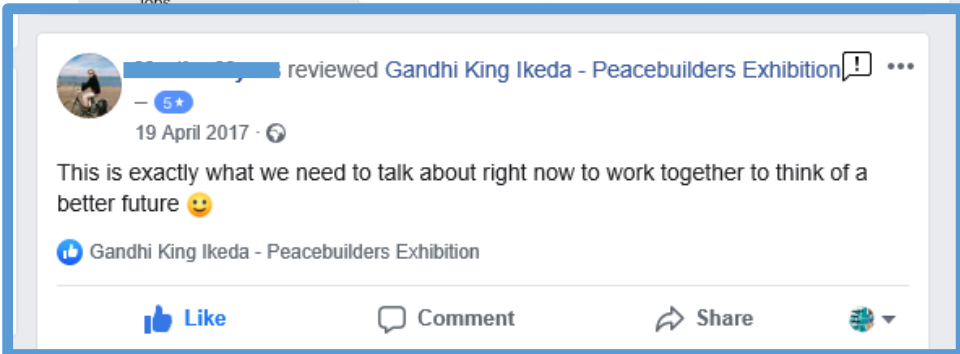 reviewed Gandhi King Ikeda - Peacebuilders Exhibition
– 5★
19 April 2017 ·
This is exactly what we need to talk about right now to work together to think of a
better future 🙂
Gandhi King Ikeda - Peacebuilders Exhibition
Like Comment Share